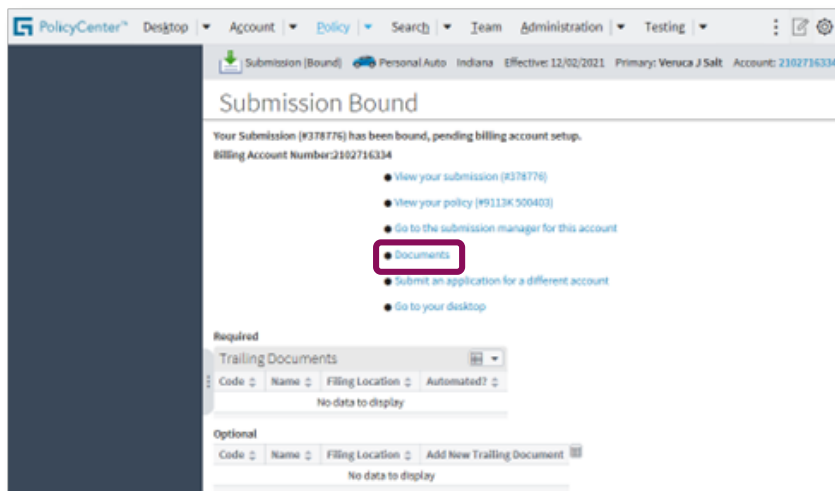 PolicyCenter™ Desktop Account Policy Search Team Administration Testing
Submission (Bound) Personal Auto Indiana Effective: 12/02/2021 Primary: Veruca J Salt Account: 2102716334
Submission Bound
Your Submission (#378776) has been bound, pending billing account setup.
Billing Account Number:2102716334
View your submission (#378776)
View your policy (#9113K 500403)
Go to the submission manager for this account
Documents
Submit an application for a different account
Go to your desktop
Required
Trailing Documents
Code Name Filing Location Automated?
No data to display
Optional
Code Name Filing Location Add New Trailing Document
No data to display